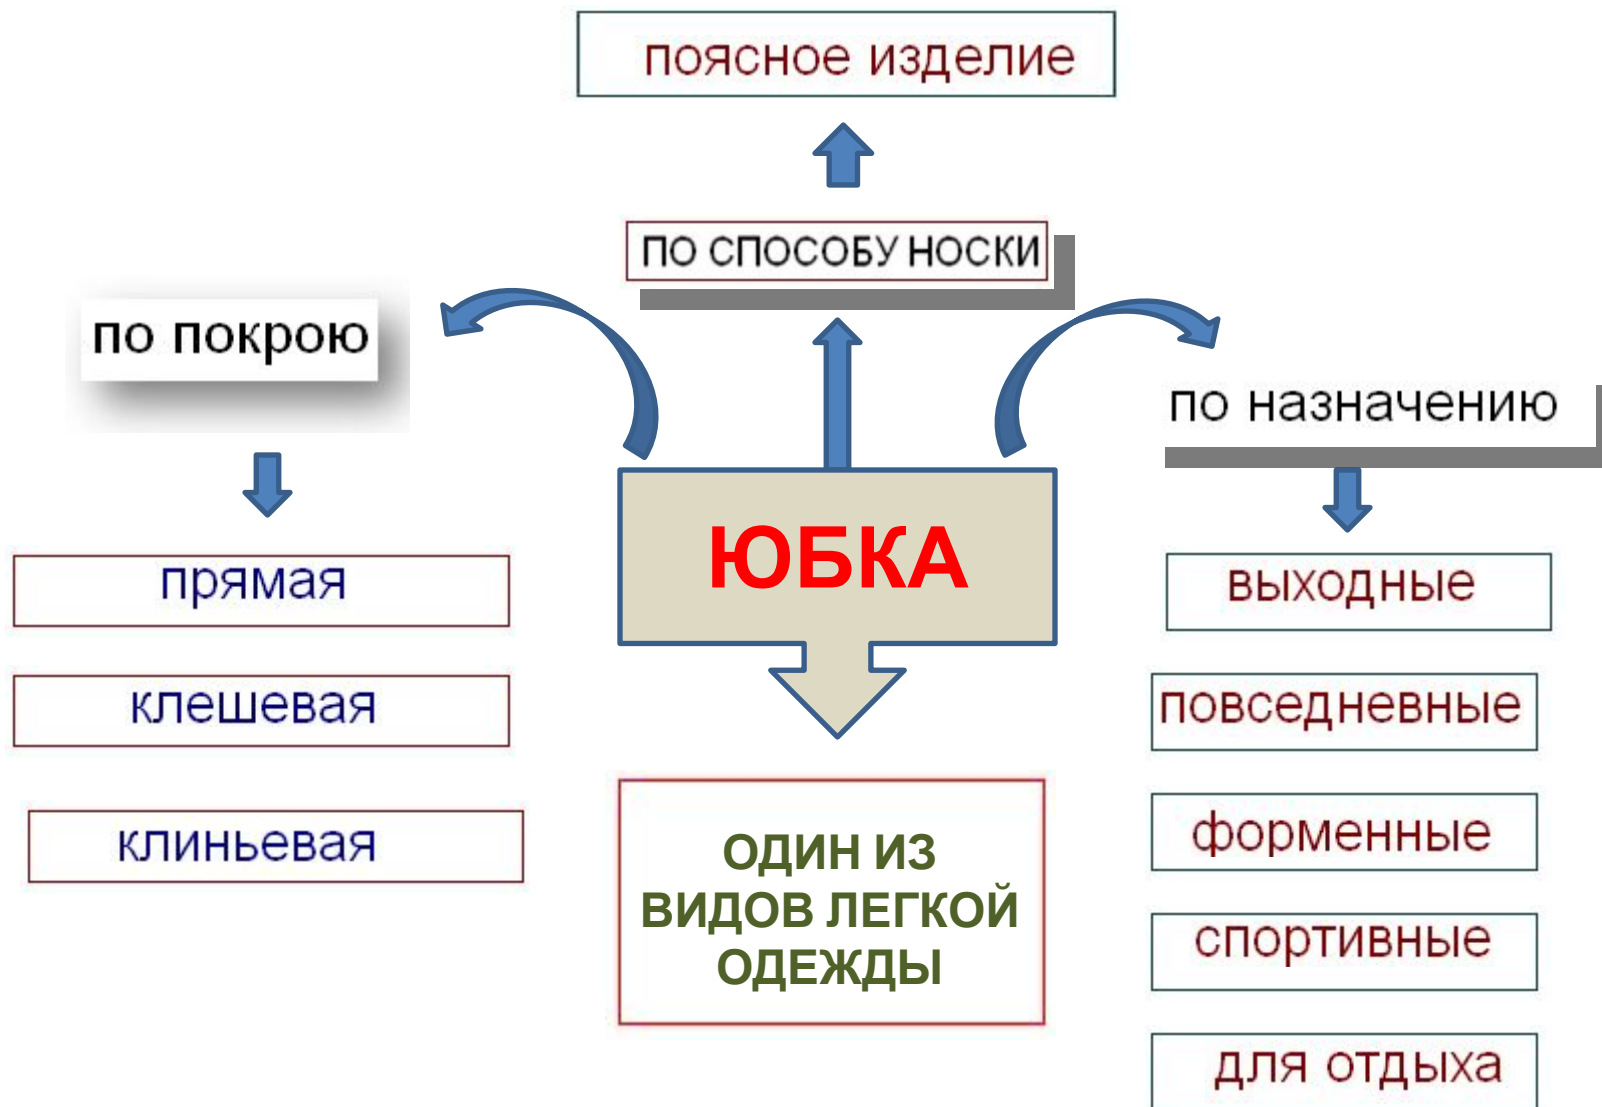 поясное изделие
ПО СПОСОБУ НОСКИ
по покрою
по назначению
ЮБКА
прямая
клешевая
клиньевая
выходные
повседневные
форменные
спортивные
для отдыха
ОДИН ИЗ
ВИДОВ ЛЕГКОЙ
ОДЕЖДЫ